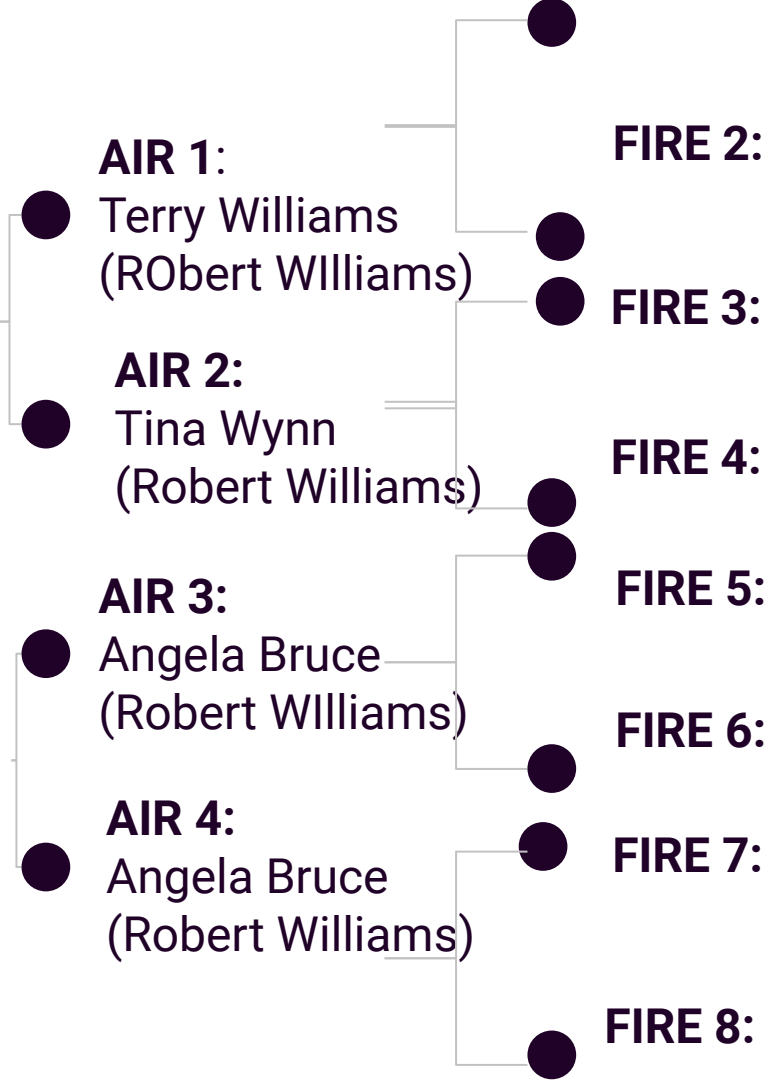 AIR 1:
Terry Williams
(RObert WIlliams)
AIR 2:
Tina Wynn
(Robert Williams)
AIR 3:
Angela Bruce
(Robert WIlliams)
AIR 4:
Angela Bruce
(Robert Williams)
FIRE 2:
FIRE 3:
FIRE 4:
FIRE 5:
FIRE 6:
FIRE 7:
FIRE 8: